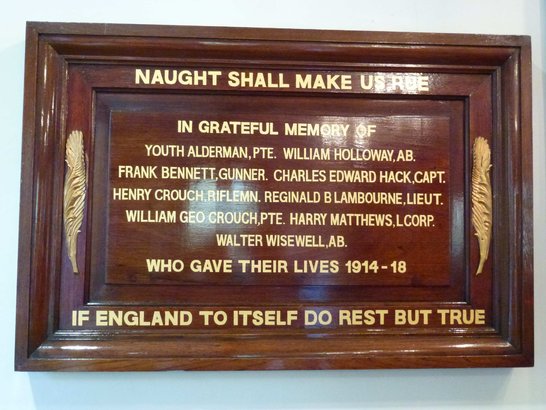 NAUGHT SHALL MAKE US RUE
IN GRATEFUL MEMORY OF
YOUTH ALDERMAN, PTE. WILLIAM HOLLOWAY, AB.
FRANK BENNETT, GUNNER. CHARLES EDWARD HACK, CAPT.
HENRY CROUCH, RIFLEMN. REGINALD B LAMBOURNE, LIEUT.
WILLIAM GEO CROUCH, PTE. HARRY MATTHEWS, L.CORP.
WALTER WISEWELL, AB.
WHO GAVE THEIR LIVES 1914-18
IF ENGLAND TO ITSELF DO REST BUT TRUE